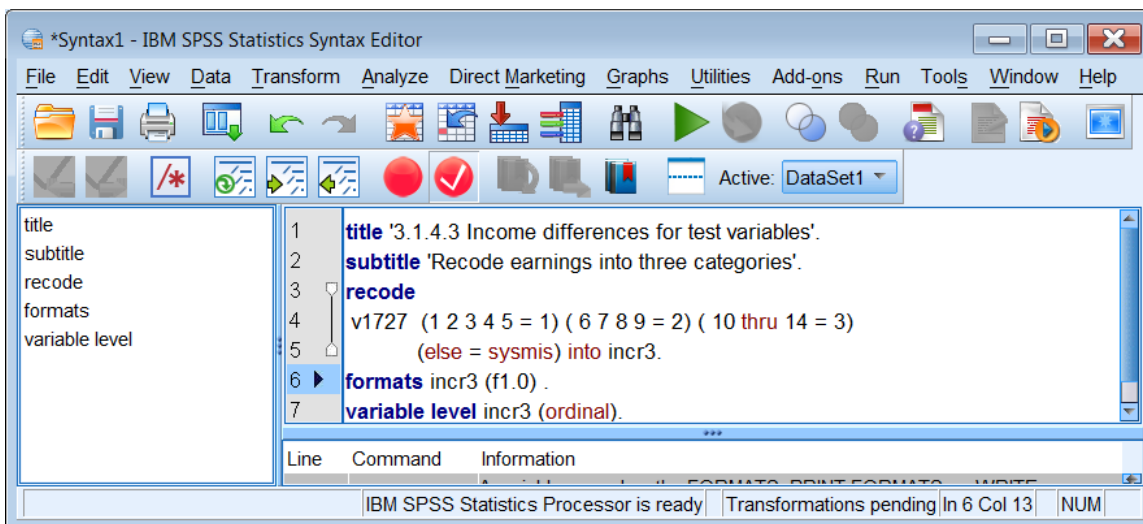 *Syntax1 - IBM SPSS Statistics Syntax Editor
File Edit View Data Transform Analyze Direct Marketing Graphs Utilities Add-ons Run Tools Window Help
/*
Active: DataSet1
title
subtitle
recode
formats
variable level
1 title '3.1.4.3 Income differences for test variables'.
2 subtitle 'Recode earnings into three categories'.
3 recode
4 v1727 (1 2 3 4 5 = 1) ( 6 7 8 9 = 2) ( 10 thru 14 = 3)
5 (else = sysmis) into incr3.
6 formats incr3 (f1.0) .
7 variable level incr3 (ordinal).
Line Command Information
IBM SPSS Statistics Processor is ready Transformations pending In 6 Col 13 NUM